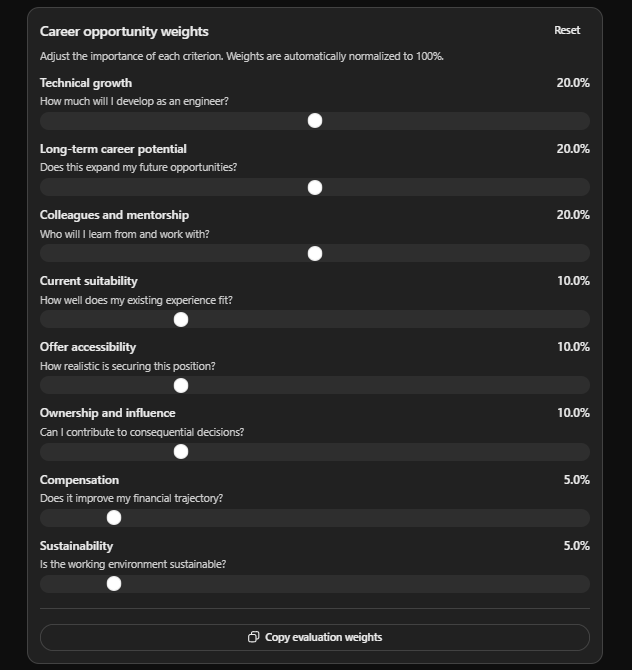 Career opportunity weights
Reset
Adjust the importance of each criterion. Weights are automatically normalized to 100%.
Technical growth
20.0%
How much will I develop as an engineer?
Long-term career potential
20.0%
Does this expand my future opportunities?
Colleagues and mentorship
20.0%
Who will I learn from and work with?
Current suitability
10.0%
How well does my existing experience fit?
Offer accessibility
10.0%
How realistic is securing this position?
Ownership and influence
10.0%
Can I contribute to consequential decisions?
Compensation
5.0%
Does it improve my financial trajectory?
Sustainability
5.0%
Is the working environment sustainable?
Copy evaluation weights